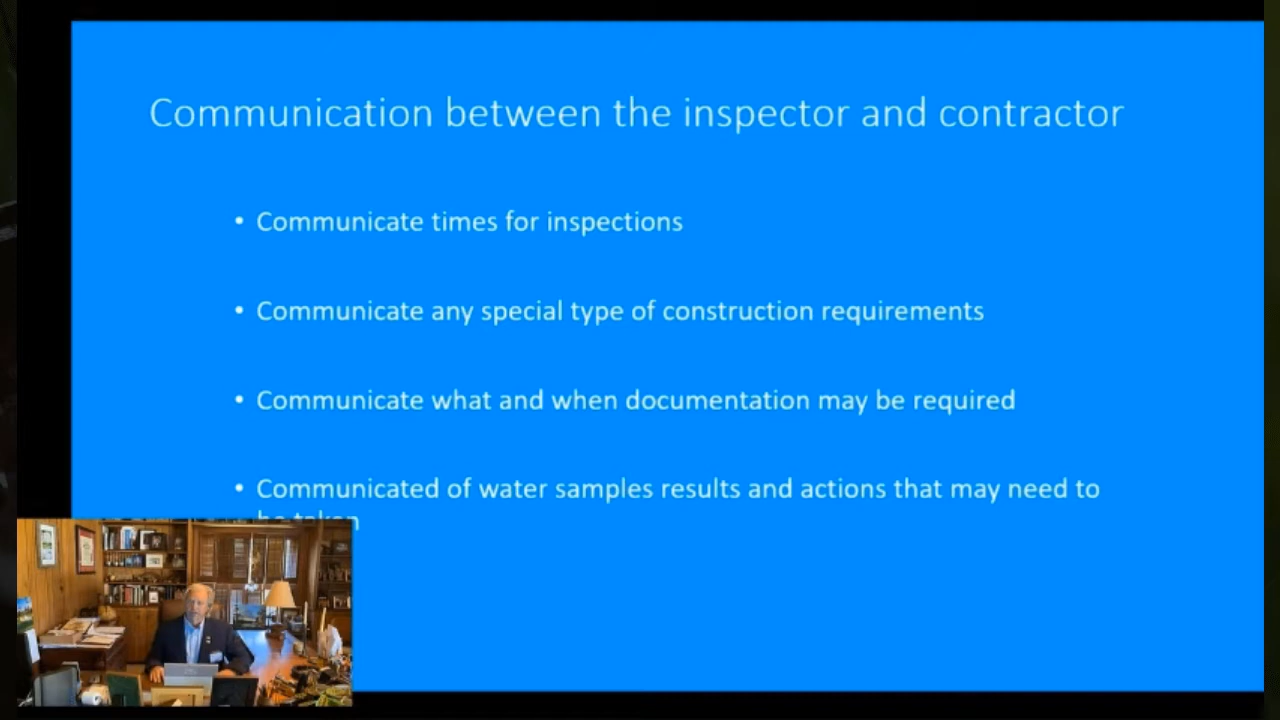 Communication between the inspector and contractor
• Communicate times for inspections
• Communicate any special type of construction requirements
• Communicate what and when documentation may be required
• Communicated of water samples results and actions that may need to
be taken